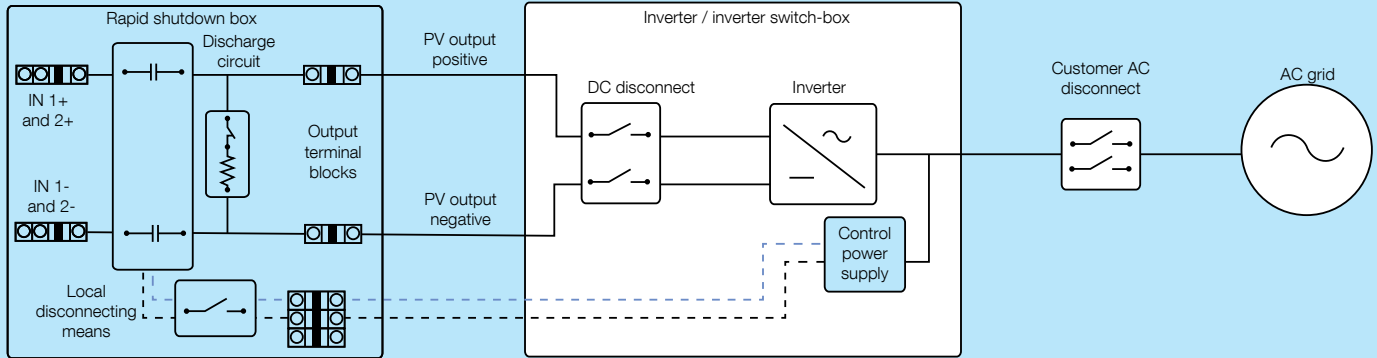 Rapid shutdown box
Discharge
circuit
IN 1+
and 2+
IN 1-
and 2-
Output
terminal
blocks
Local
disconnecting
means
PV output
positive
PV output
negative
Inverter / inverter switch-box
DC disconnect
Inverter
Control
power
supply
Customer AC
disconnect
AC grid